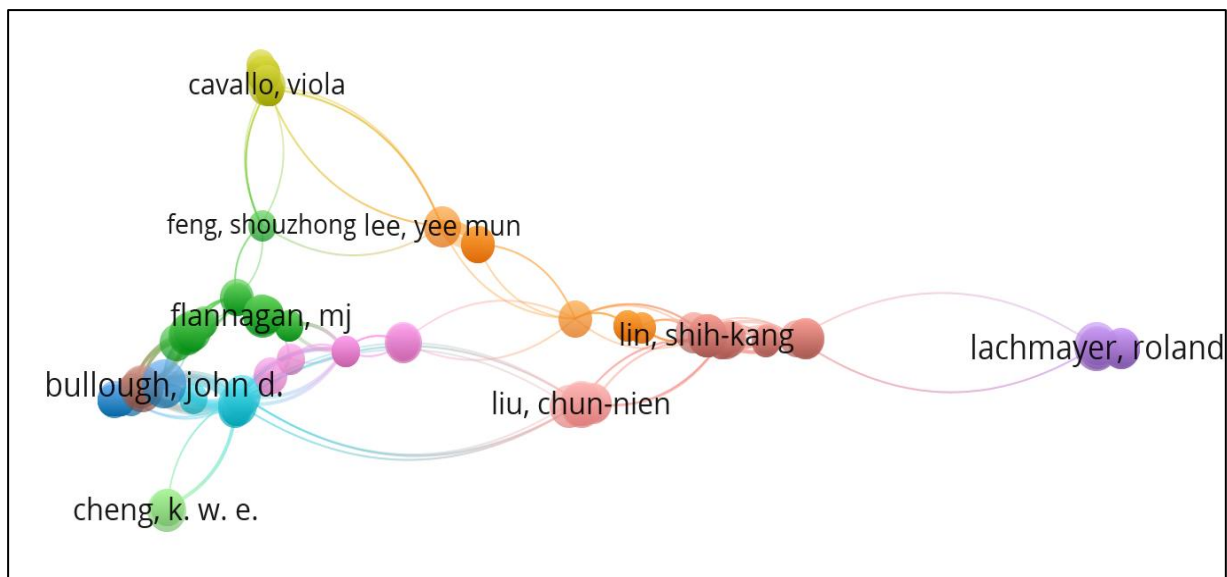 cavallo, viola
feng, shouzhong
lee, yee mun
flannagan, mj
lin, shih-kang
lachmayer, roland
bullough, john d.
liu, chun-nien
cheng, k. w. e.